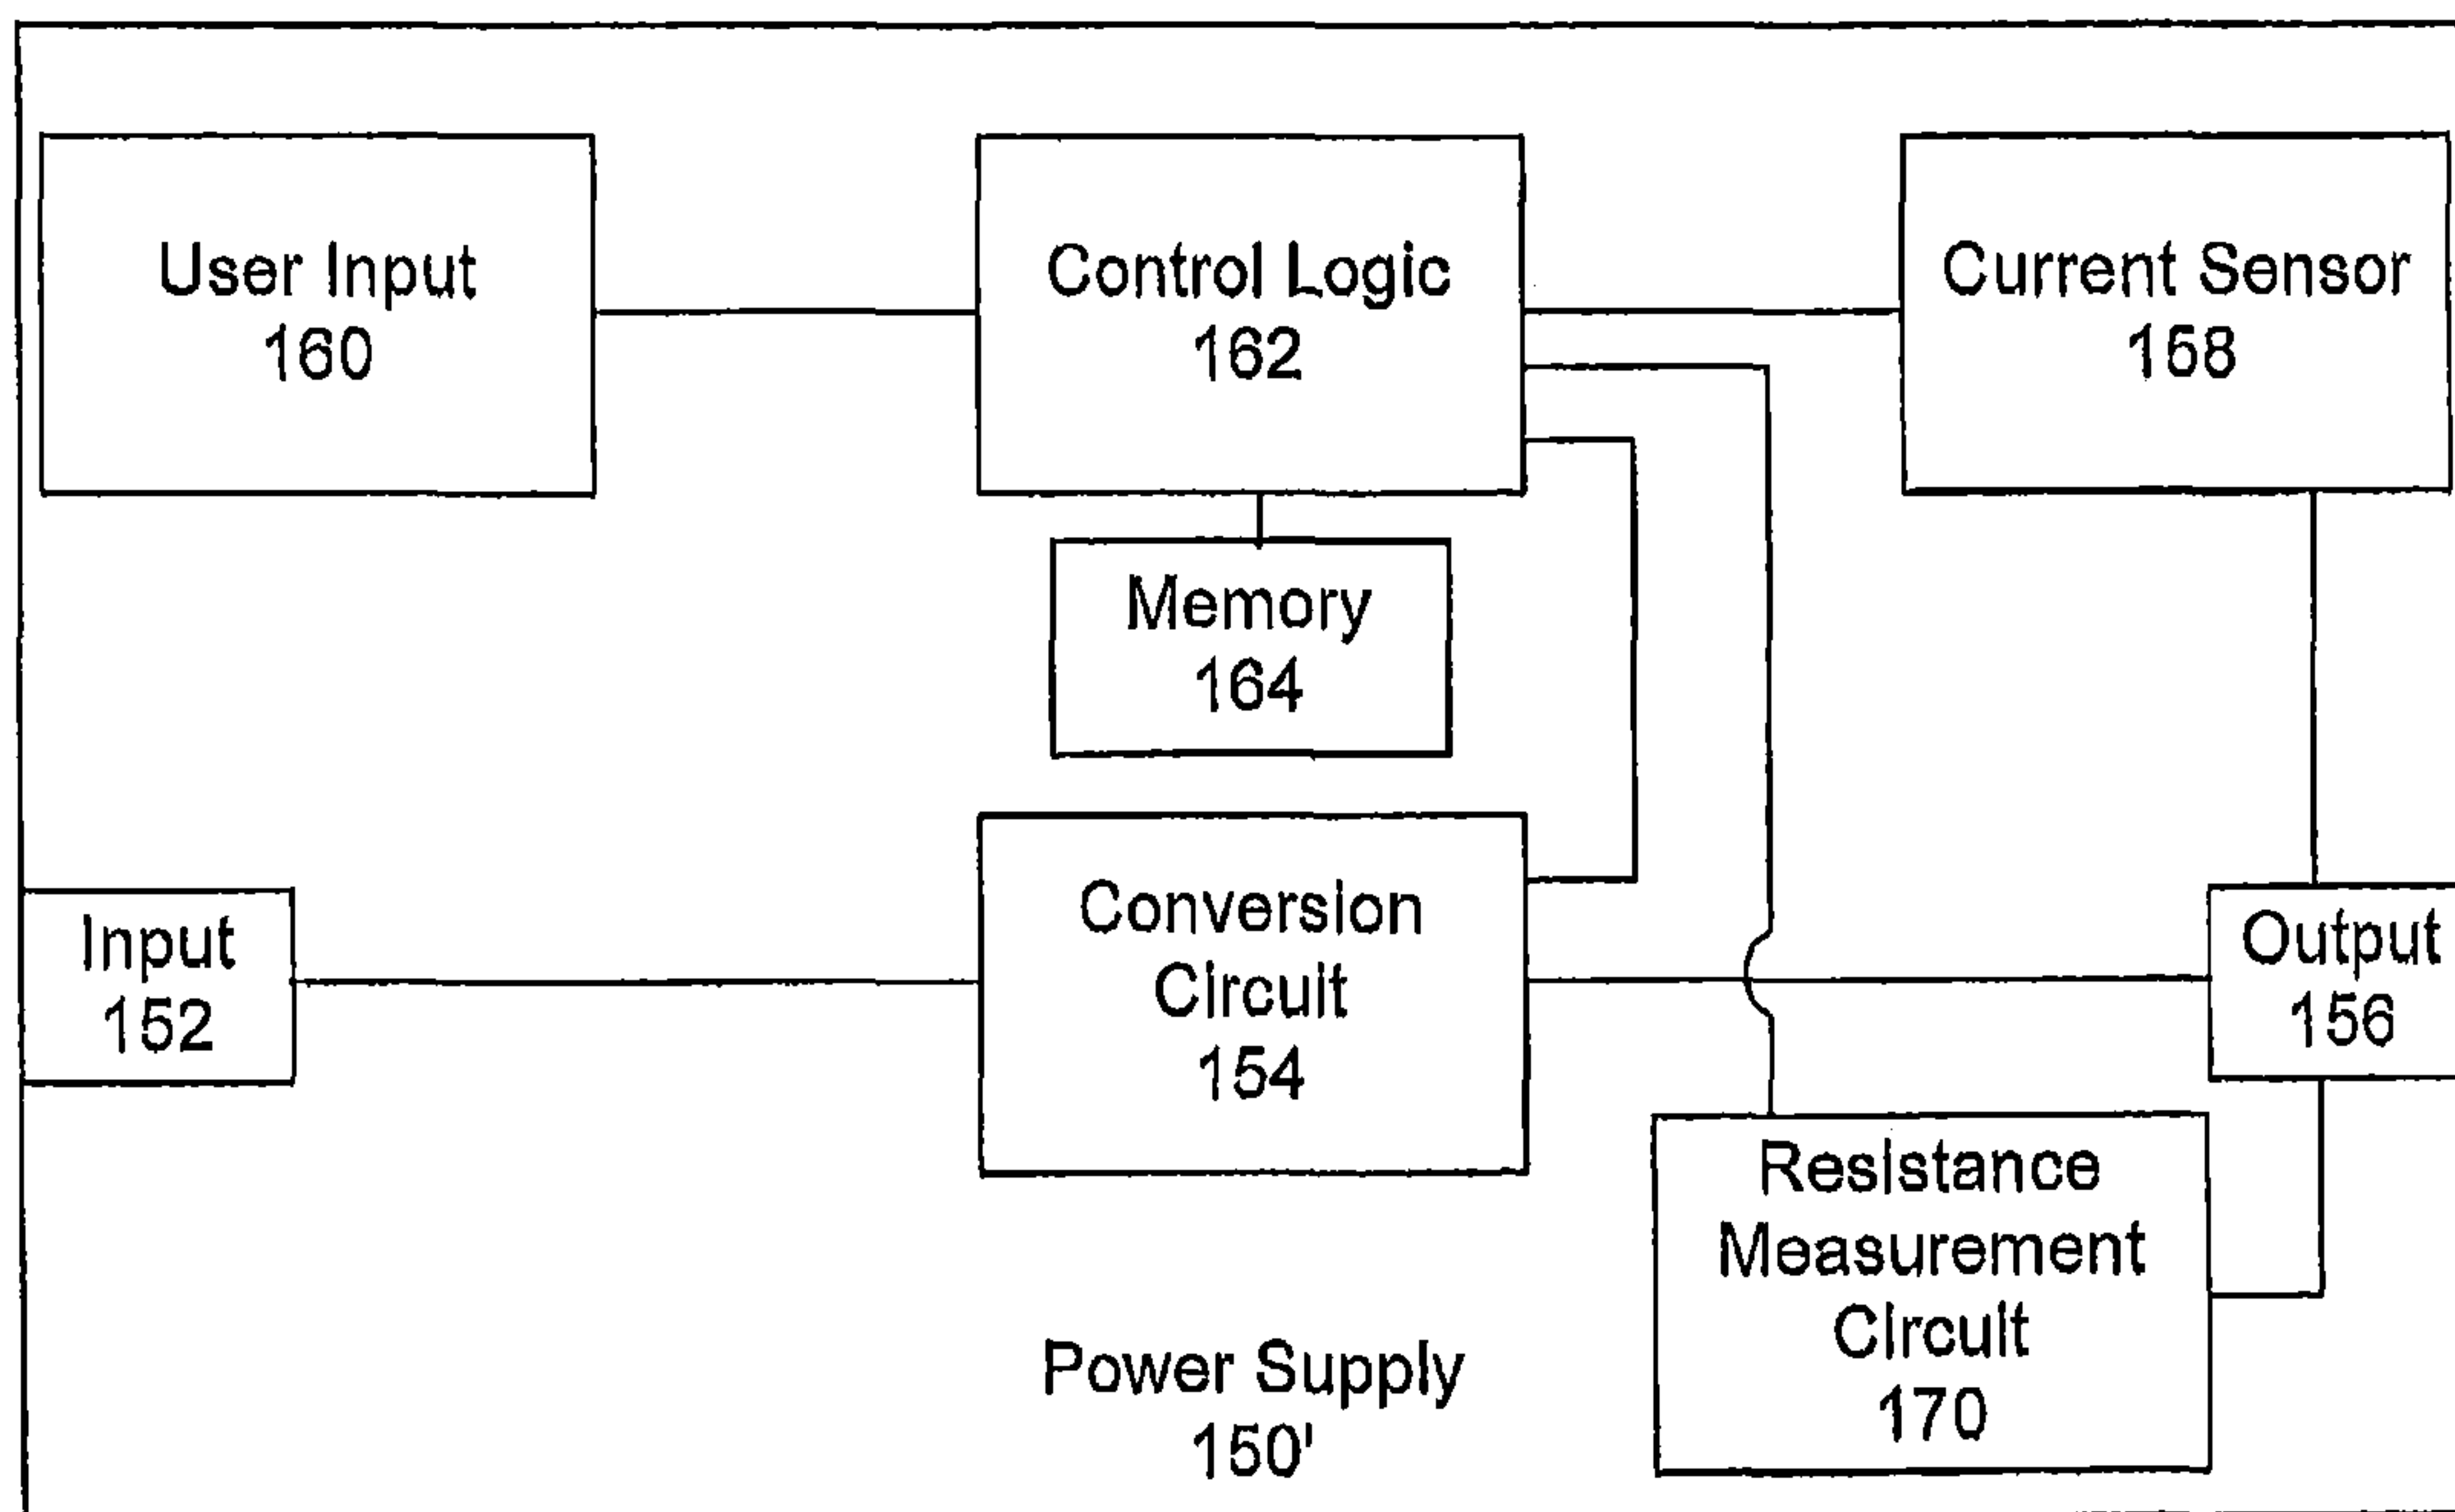 User Input
160
Control Logic
162
Current Sensor
168
Memory
164
Input
152
Conversion
Circuit
154
Output
156
Resistance
Measurement
Circuit
170
Power Supply
150'